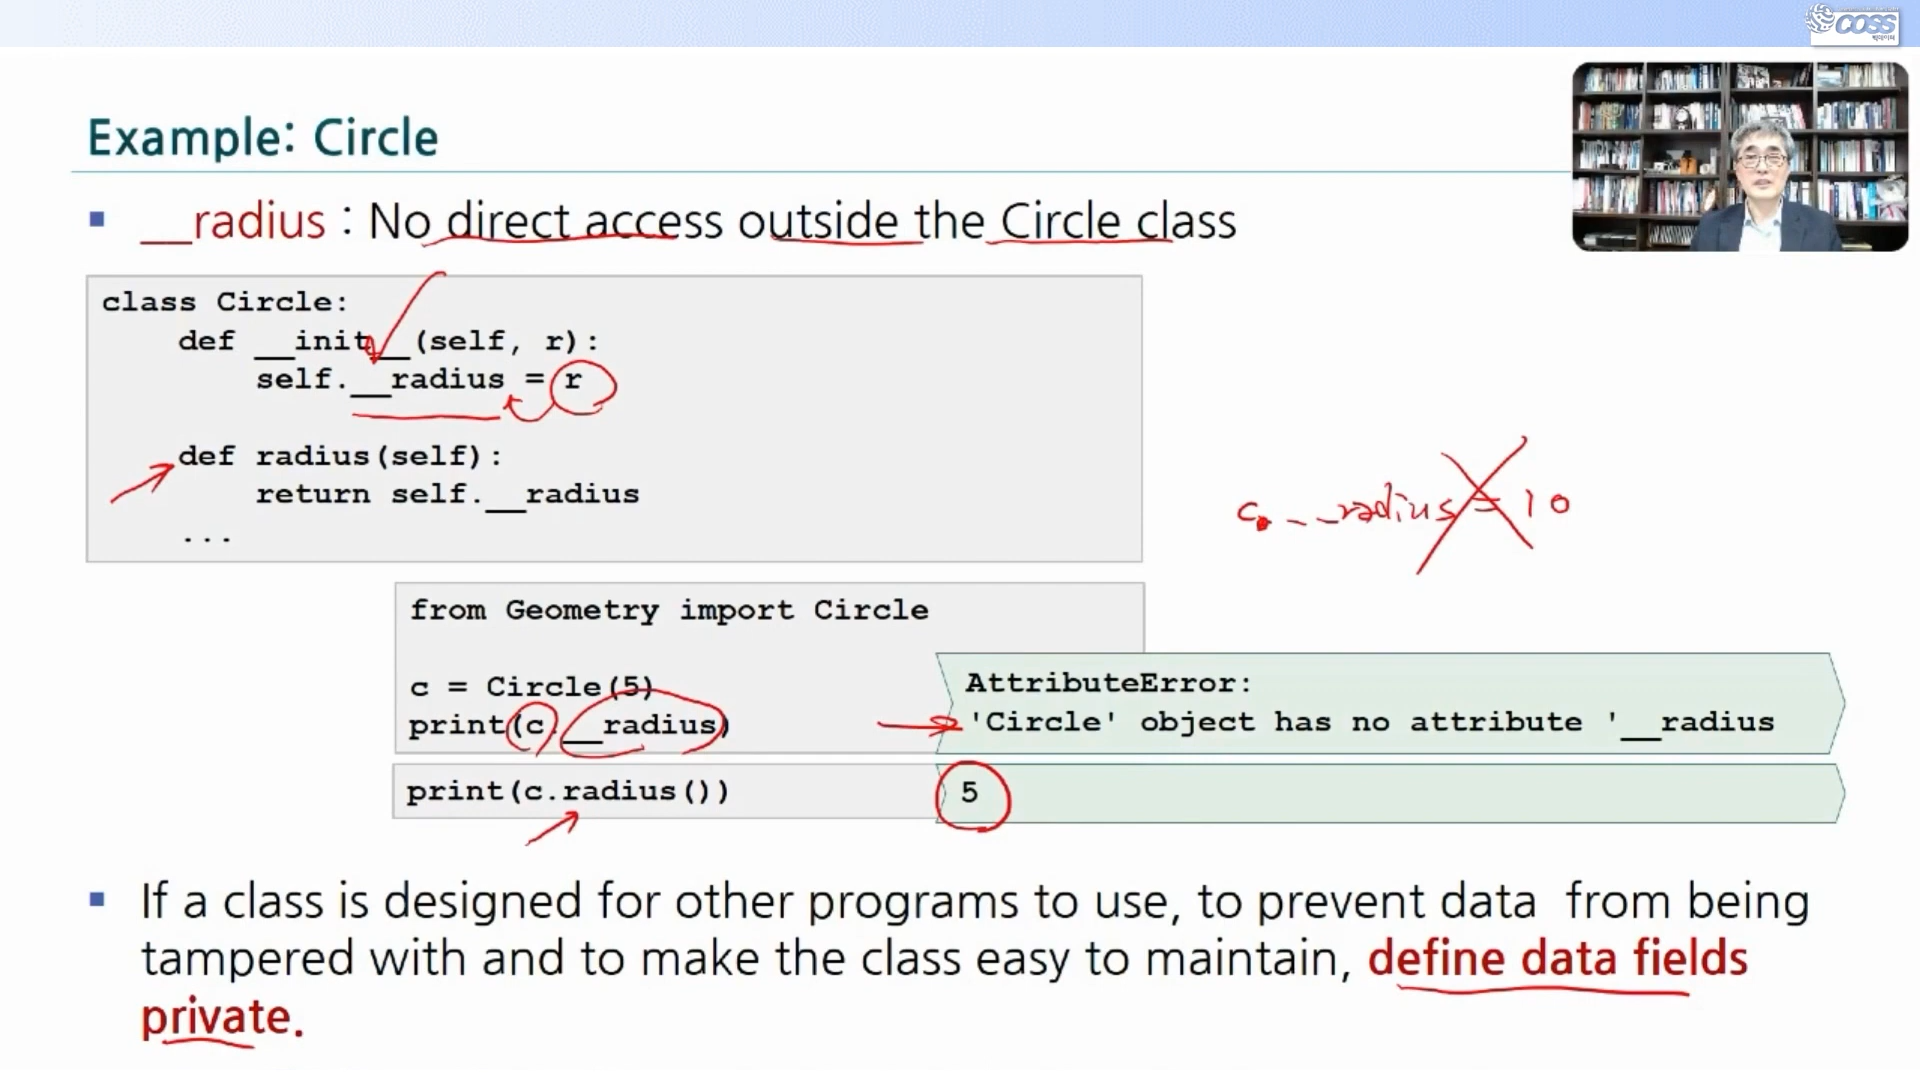 COSS
Example: Circle
__radius : No direct access outside the Circle class
class Circle:
def __init__(self, r):
self.__radius = r
def radius(self):
return self.__radius
...
c.__radius = 10
from Geometry import Circle
c = Circle(5)
print(c.__radius)
AttributeError:
'Circle' object has no attribute '__radius
print(c.radius())
5
If a class is designed for other programs to use, to prevent data from being
tampered with and to make the class easy to maintain, define data fields
private.